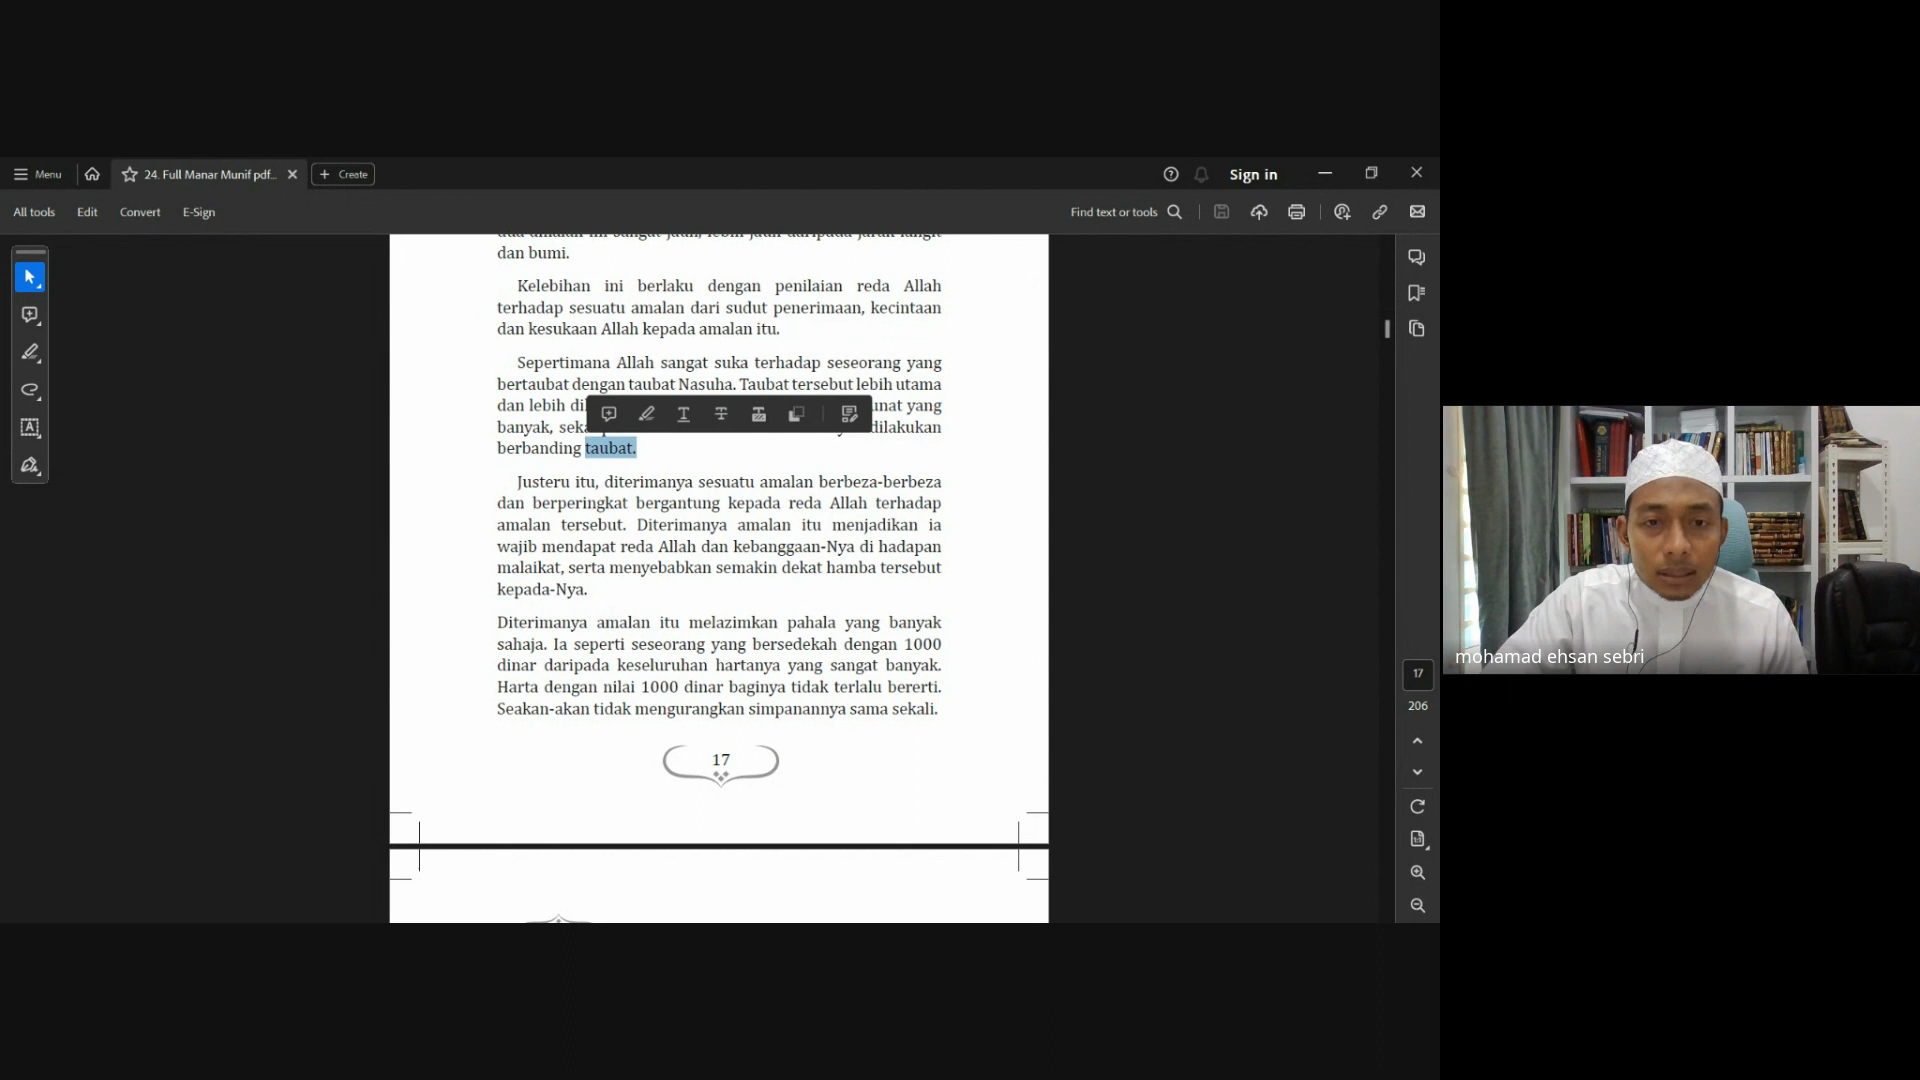 Menu
24. Full Manar Munif pdf...
Create
Sign in
All tools
Edit
Convert
E-Sign
Find text or tools
dan bumi.
Kelebihan ini berlaku dengan penilaian reda Allah
terhadap sesuatu amalan dari sudut penerimaan, kecintaan
dan kesukaan Allah kepada amalan itu.
Sepertimana Allah sangat suka terhadap seseorang yang
bertaubat dengan taubat Nasuha. Taubat tersebut lebih utama
dan lebih yang
banyak, dilakukan
berbanding taubat.
Justeru itu, diterimanya sesuatu amalan berbeza-berbeza
dan berperingkat bergantung kepada reda Allah terhadap
amalan tersebut. Diterimanya amalan itu menjadikan ia
wajib mendapat reda Allah dan kebanggaan-Nya di hadapan
malaikat, serta menyebabkan semakin dekat hamba tersebut
kepada-Nya.
Diterimanya amalan itu melazimkan pahala yang banyak
sahaja. Ia seperti seseorang yang bersedekah dengan 1000
dinar daripada keseluruhan hartanya yang sangat banyak.
Harta dengan nilai 1000 dinar baginya tidak terlalu bererti.
Seakan-akan tidak mengurangkan simpanannya sama sekali.
17
17
206
mohamad ehsan sebri